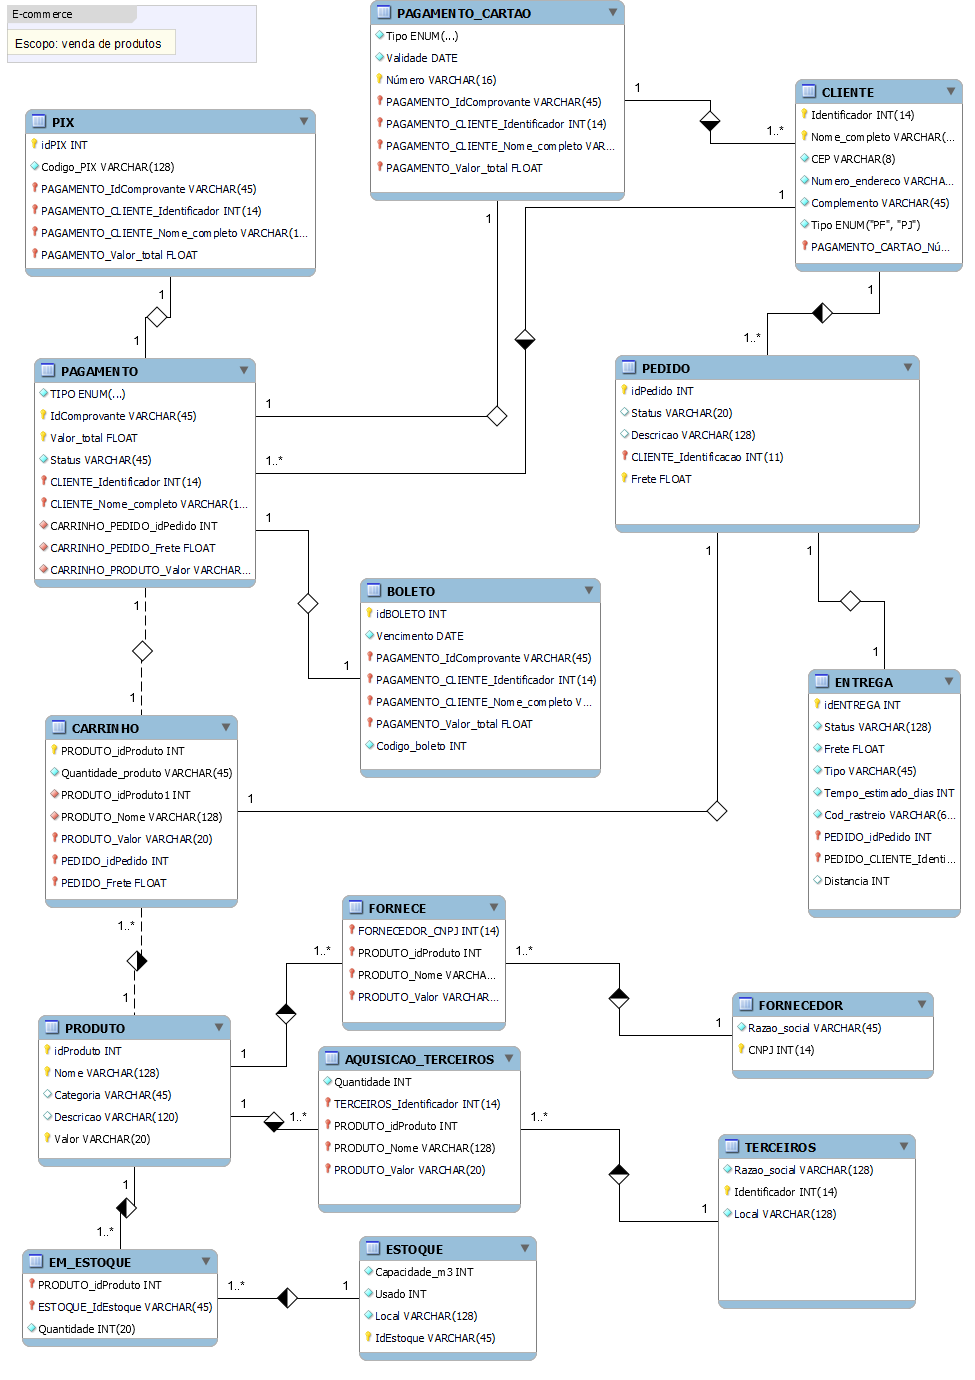 E-commerce
Escopo: venda de produtos
PAGAMENTO_CARTAO
Tipo ENUM(...)
Validade DATE
Número VARCHAR(16)
PAGAMENTO_IdComprovante VARCHAR(45)
PAGAMENTO_CLIENTE_Identificador INT(14)
PAGAMENTO_CLIENTE_Nome_completo VAR...
PAGAMENTO_Valor_total FLOAT
1
1..*
CLIENTE
Identificador INT(14)
Nome_completo VARCHAR(...
CEP VARCHAR(8)
Numero_endereco VARCHA...
Complemento VARCHAR(45)
Tipo ENUM("PF", "PJ")
PAGAMENTO_CARTAO_Nú...
1
1
1
1..*
PIX
idPIX INT
Codigo_PIX VARCHAR(128)
PAGAMENTO_IdComprovante VARCHAR(45)
PAGAMENTO_CLIENTE_Identificador INT(14)
PAGAMENTO_CLIENTE_Nome_completo VARCHAR(1...
PAGAMENTO_Valor_total FLOAT
1
1
PAGAMENTO
TIPO ENUM(...)
IdComprovante VARCHAR(45)
Valor_total FLOAT
Status VARCHAR(45)
CLIENTE_Identificador INT(14)
CLIENTE_Nome_completo VARCHAR(1...
CARRINHO_PEDIDO_idPedido INT
CARRINHO_PEDIDO_Frete FLOAT
CARRINHO_PRODUTO_Valor VARCHAR...
1
1..*
1
1
1
PEDIDO
idPedido INT
Status VARCHAR(20)
Descricao VARCHAR(128)
CLIENTE_Identificacao INT(11)
Frete FLOAT
1
1
BOLETO
idBOLETO INT
Vencimento DATE
PAGAMENTO_IdComprovante VARCHAR(45)
PAGAMENTO_CLIENTE_Identificador INT(14)
PAGAMENTO_CLIENTE_Nome_completo V...
PAGAMENTO_Valor_total FLOAT
Codigo_boleto INT
1
1
ENTREGA
idENTREGA INT
Status VARCHAR(128)
Frete FLOAT
Tipo VARCHAR(45)
Tempo_estimado_dias INT
Cod_rastreio VARCHAR(6...
PEDIDO_idPedido INT
PEDIDO_CLIENTE_Identi...
Distancia INT
CARRINHO
PRODUTO_idProduto INT
Quantidade_produto VARCHAR(45)
PRODUTO_idProduto1 INT
PRODUTO_Nome VARCHAR(128)
PRODUTO_Valor VARCHAR(20)
PEDIDO_idPedido INT
PEDIDO_Frete FLOAT
1
1..*
1
FORNECE
FORNECEDOR_CNPJ INT(14)
PRODUTO_idProduto INT
PRODUTO_Nome VARCHA...
PRODUTO_Valor VARCHAR...
1..*
1..*
1
FORNECEDOR
Razao_social VARCHAR(45)
CNPJ INT(14)
PRODUTO
idProduto INT
Nome VARCHAR(128)
Categoria VARCHAR(45)
Descricao VARCHAR(120)
Valor VARCHAR(20)
1
1
1..*
AQUISICAO_TERCEIROS
Quantidade INT
TERCEIROS_Identificador INT(14)
PRODUTO_idProduto INT
PRODUTO_Nome VARCHAR(128)
PRODUTO_Valor VARCHAR(20)
1..*
1
TERCEIROS
Razao_social VARCHAR(128)
Identificador INT(14)
Local VARCHAR(128)
1
1..*
EM_ESTOQUE
PRODUTO_idProduto INT
ESTOQUE_IdEstoque VARCHAR(45)
Quantidade INT(20)
1..*
1
ESTOQUE
Capacidade_m3 INT
Usado INT
Local VARCHAR(128)
IdEstoque VARCHAR(45)